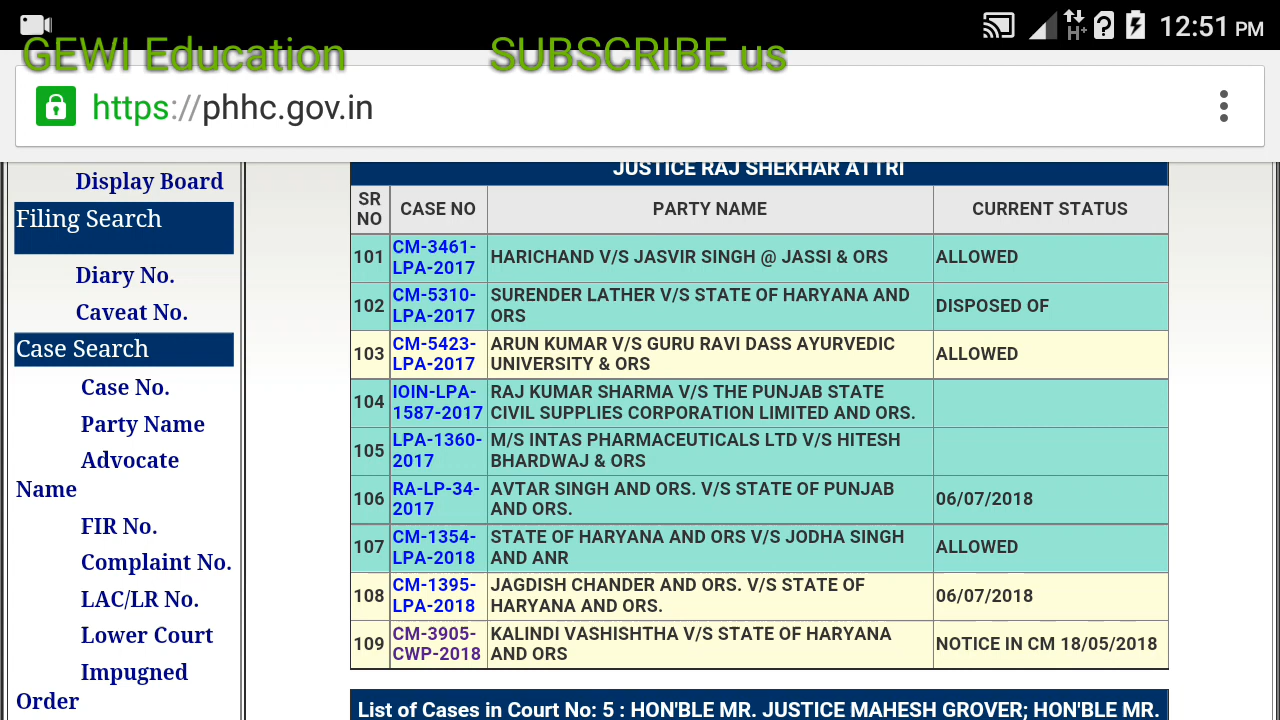 12:51 PM
H+
GEWI Education SUBSCRIBE us
https://phhc.gov.in
Display Board
Filing Search
Diary No.
Caveat No.
Case Search
Case No.
Party Name
Advocate
Name
FIR No.
Complaint No.
LAC/LR No.
Lower Court
Impugned
Order
JUSTICE RAJ SHEKHAR ATTRI
SR
NO
CASE NO
PARTY NAME
CURRENT STATUS
101
CM-3461-
LPA-2017
HARICHAND V/S JASVIR SINGH @ JASSI & ORS
ALLOWED
102
CM-5310-
LPA-2017
SURENDER LATHER V/S STATE OF HARYANA AND
ORS
DISPOSED OF
103
CM-5423-
LPA-2017
ARUN KUMAR V/S GURU RAVI DASS AYURVEDIC
UNIVERSITY & ORS
ALLOWED
104
IOIN-LPA-
1587-2017
RAJ KUMAR SHARMA V/S THE PUNJAB STATE
CIVIL SUPPLIES CORPORATION LIMITED AND ORS.
105
LPA-1360-
2017
M/S INTAS PHARMACEUTICALS LTD V/S HITESH
BHARDWAJ & ORS
106
RA-LP-34-
2017
AVTAR SINGH AND ORS. V/S STATE OF PUNJAB
AND ORS.
06/07/2018
107
CM-1354-
LPA-2018
STATE OF HARYANA AND ORS V/S JODHA SINGH
AND ANR
ALLOWED
108
CM-1395-
LPA-2018
JAGDISH CHANDER AND ORS. V/S STATE OF
HARYANA AND ORS.
06/07/2018
109
CM-3905-
CWP-2018
KALINDI VASHISHTHA V/S STATE OF HARYANA
AND ORS
NOTICE IN CM 18/05/2018
List of Cases in Court No: 5 : HON'BLE MR. JUSTICE MAHESH GROVER; HON'BLE MR.